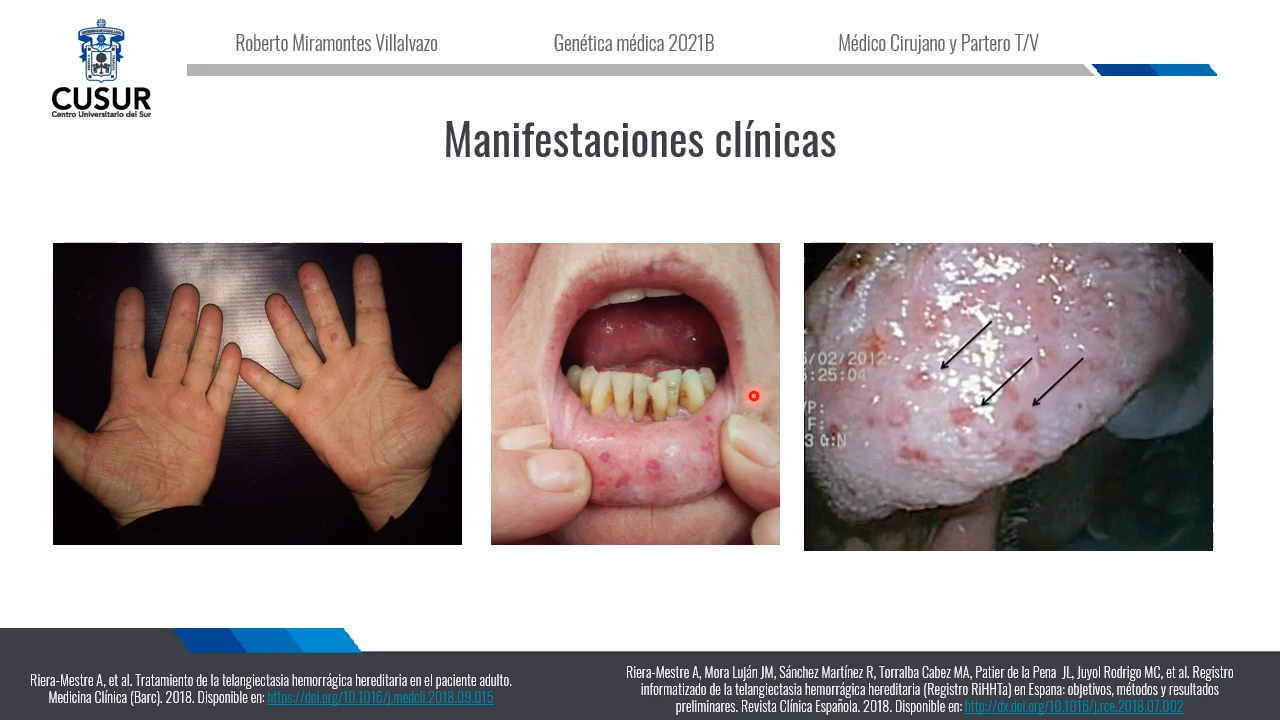 Roberto Miramontes Villalvazo
Genética médica 2021B
Médico Cirujano y Partero T/V
CUSUR
Centro Universitario del Sur
Manifestaciones clínicas
/02/2012
:25:04
P:
F:
3 G:N
Riera-Mestre A, et al. Tratamiento de la telangiectasia hemorrágica hereditaria en el paciente adulto.
Medicina Clínica (Barc). 2018. Disponible en: https://doi.org/10.1016/j.medcli.2018.09.015
Riera-Mestre A, Mora Luján JM, Sánchez Martínez R, Torralba Cabez MA, Patier de la Pena JL, Juyol Rodrigo MC, et al. Registro
informatizado de la telangiectasia hemorrágica hereditaria (Registro RiHHTa) en Espana: objetivos, métodos y resultados
preliminares. Revista Clínica Española. 2018. Disponible en: http://dx.doi.org/10.1016/j.rce.2018.07.002